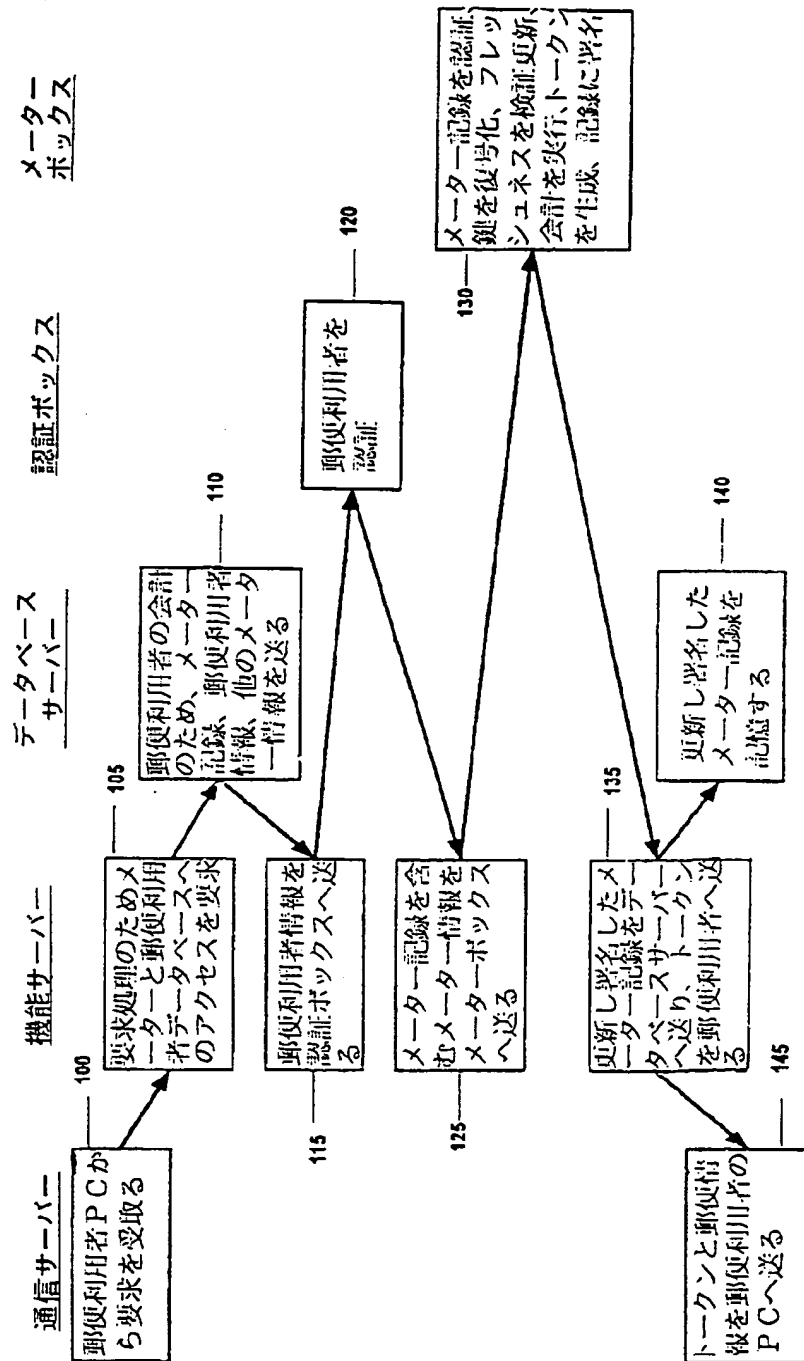 通信サーバー
機能サーバー
データベース
サーバー
認証ボックス
メーター
ボックス
100
郵便利用者PCか
ら要求を受取る
105
要求処理のためメ
ーターと郵便利用
者データベースへ
のアクセスを要求
110
郵便利用者の会計
のため、メーター
記録、郵便利用者
情報、他のメータ
ー情報を送る
115
郵便利用者情報を
認証ボックスへ送
る
120
郵便利用者を
認証
125
メーター記録を含
むメーター情報を
メーターボックス
へ送る
130
メーター記録を認証、
鍵を復号化、フレッ
シュネスを検証更新、
会計を実行、トークン
を生成、記録に署名
135
更新し署名したメ
ーター記録をデー
タベースサーバー
へ送り、トークン
を郵便利用者へ送
る
140
更新し署名した
メーター記録を
記憶する
145
トークンと郵便情
報を郵便利用者の
PCへ送る